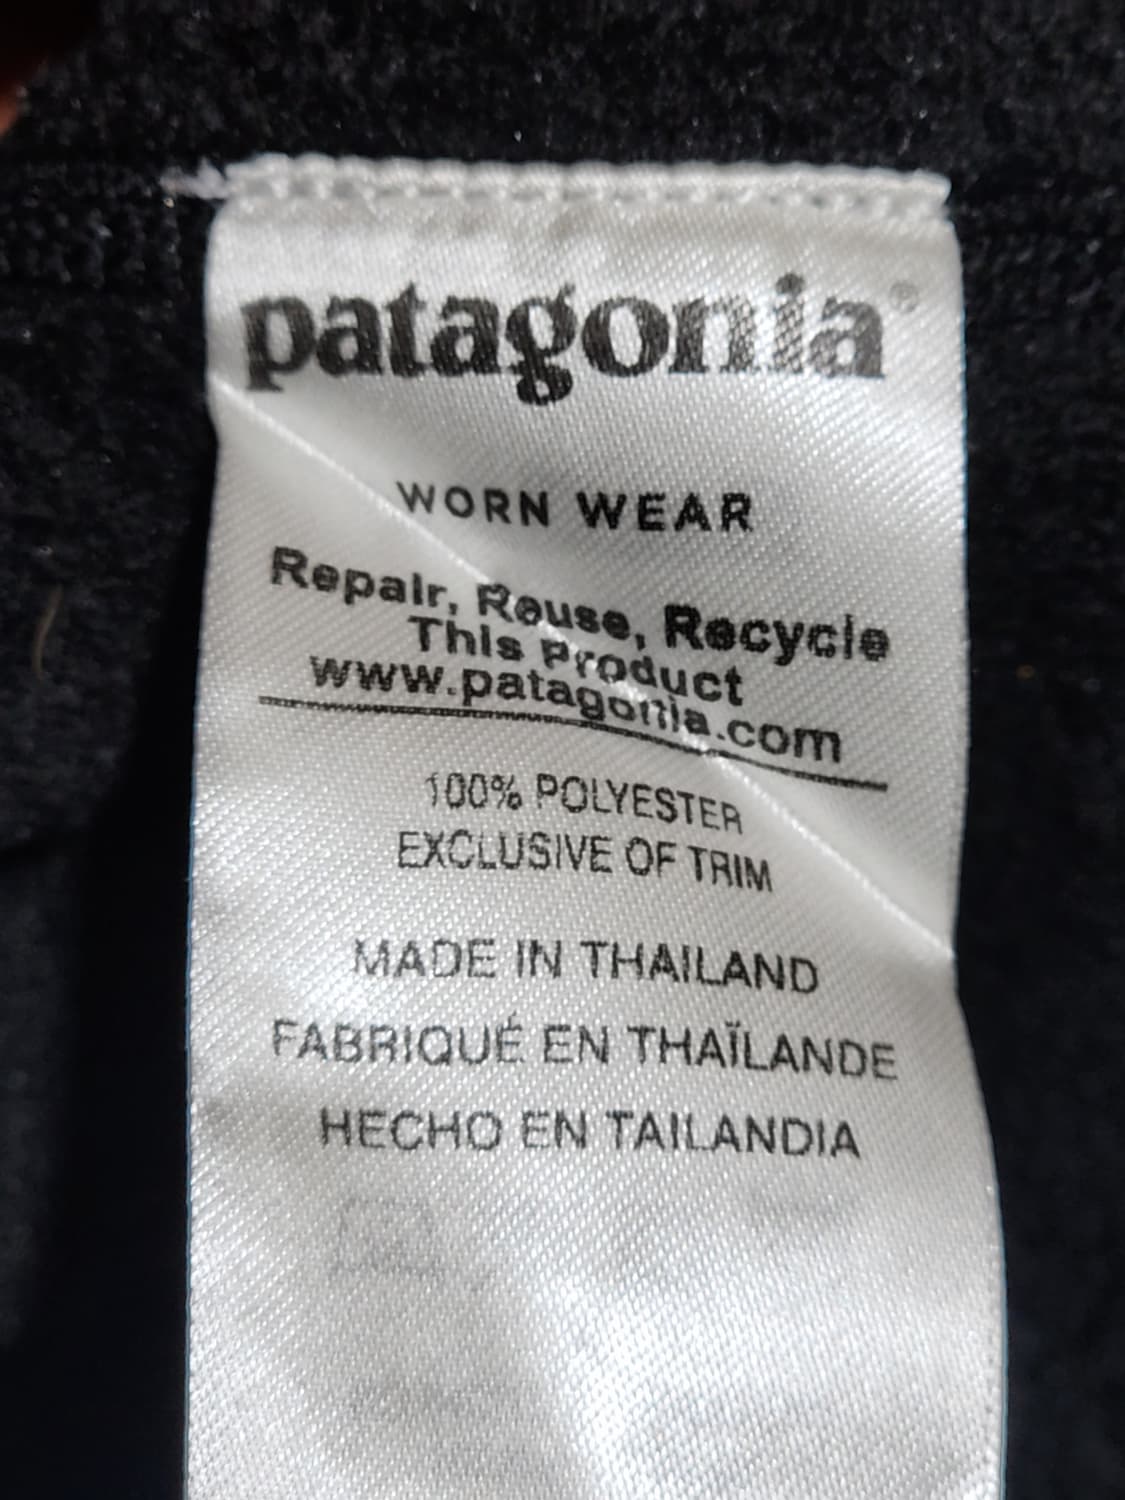 patagonia®
WORN WEAR
Repair, Reuse, Recycle
This Product
www.patagonia.com
100% POLYESTER
EXCLUSIVE OF TRIM
MADE IN THAILAND
FABRIQUÉ EN THAÏLANDE
HECHO EN TAILANDIA